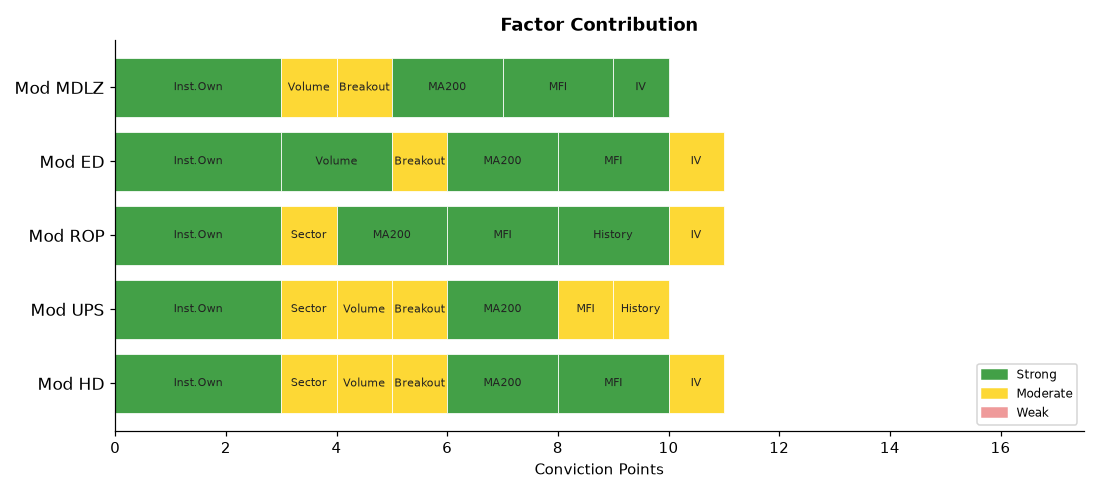 Factor Contribution
Mod MDLZ Inst.Own Volume Breakout MA200 MFI IV
Mod ED Inst.Own Volume Breakout MA200 MFI IV
Mod ROP Inst.Own Sector MA200 MFI History IV
Mod UPS Inst.Own Sector Volume Breakout MA200 MFI History
Mod HD Inst.Own Sector Volume Breakout MA200 MFI IV
Strong
Moderate
Weak
0 2 4 6 8 10 12 14 16
Conviction Points